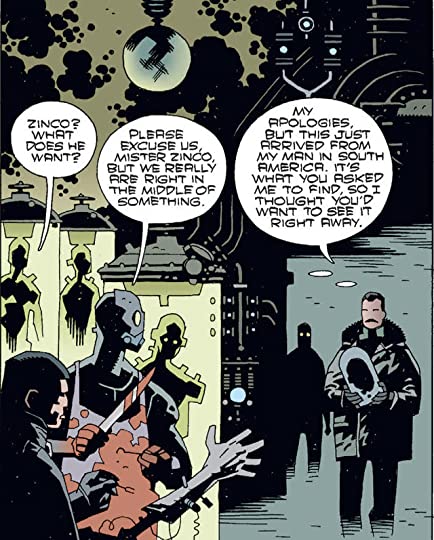 ZINCO?
WHAT
DOES HE
WANT?
PLEASE
EXCUSE US,
MISTER ZINCO,
BUT WE REALLY
ARE RIGHT IN
THE MIDDLE OF
SOMETHING.
MY
APOLOGIES,
BUT THIS JUST
ARRIVED FROM
MY MAN IN SOUTH
AMERICA. IT'S
WHAT YOU ASKED
ME TO FIND, SO I
THOUGHT YOU'D
WANT TO SEE IT
RIGHT AWAY.